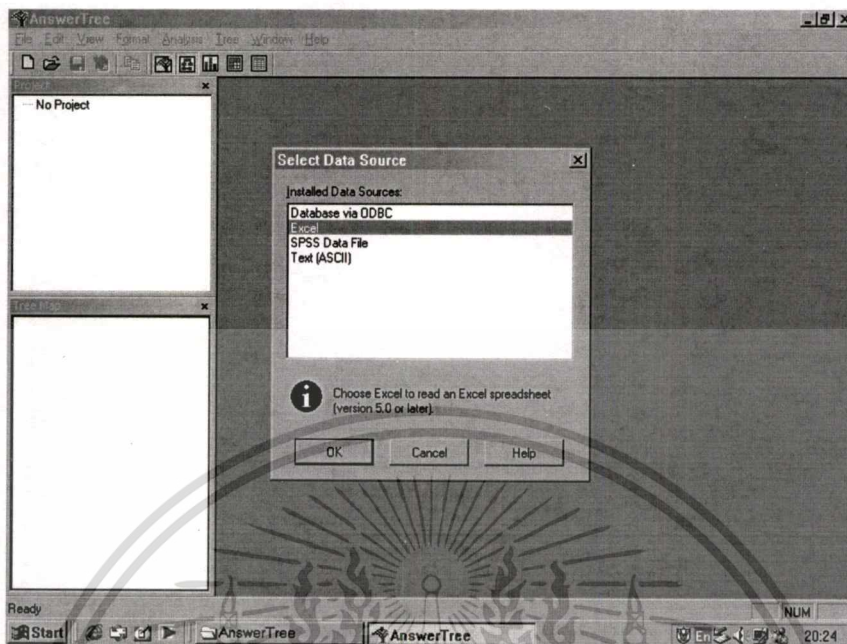 AnswerTree
File Edit View Format Analysis Tree Window Help
Project
No Project
Select Data Source
Installed Data Sources:
Database via ODBC
Excel
SPSS Data File
Text (ASCII)
Choose Excel to read an Excel spreadsheet
(version 5.0 or later).
OK Cancel Help
Tree Map
Ready NUM
Start AnswerTree AnswerTree En 20:24